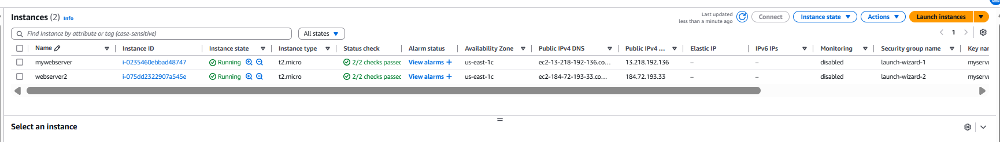 Instances (2) Info
Last updated less than a minute ago
Connect
Instance state
Actions
Launch instances
Find Instance by attribute or tag (case-sensitive)
All states
1
Name Instance ID Instance state Instance type Status check Alarm status Availability Zone Public IPv4 DNS Public IPv4 ... Elastic IP IPv6 IPs Monitoring Security group name Key nar
mywebserver i-0235460ebbad48747 Running t2.micro 2/2 checks passec View alarms + us-east-1c ec2-13-218-192-136.co... 13.218.192.136 – – disabled launch-wizard-1 myserve
webserver2 i-075dd2322907a545e Running t2.micro 2/2 checks passec View alarms + us-east-1c ec2-184-72-193-33.co... 184.72.193.33 – – disabled launch-wizard-2 myserve
Select an instance